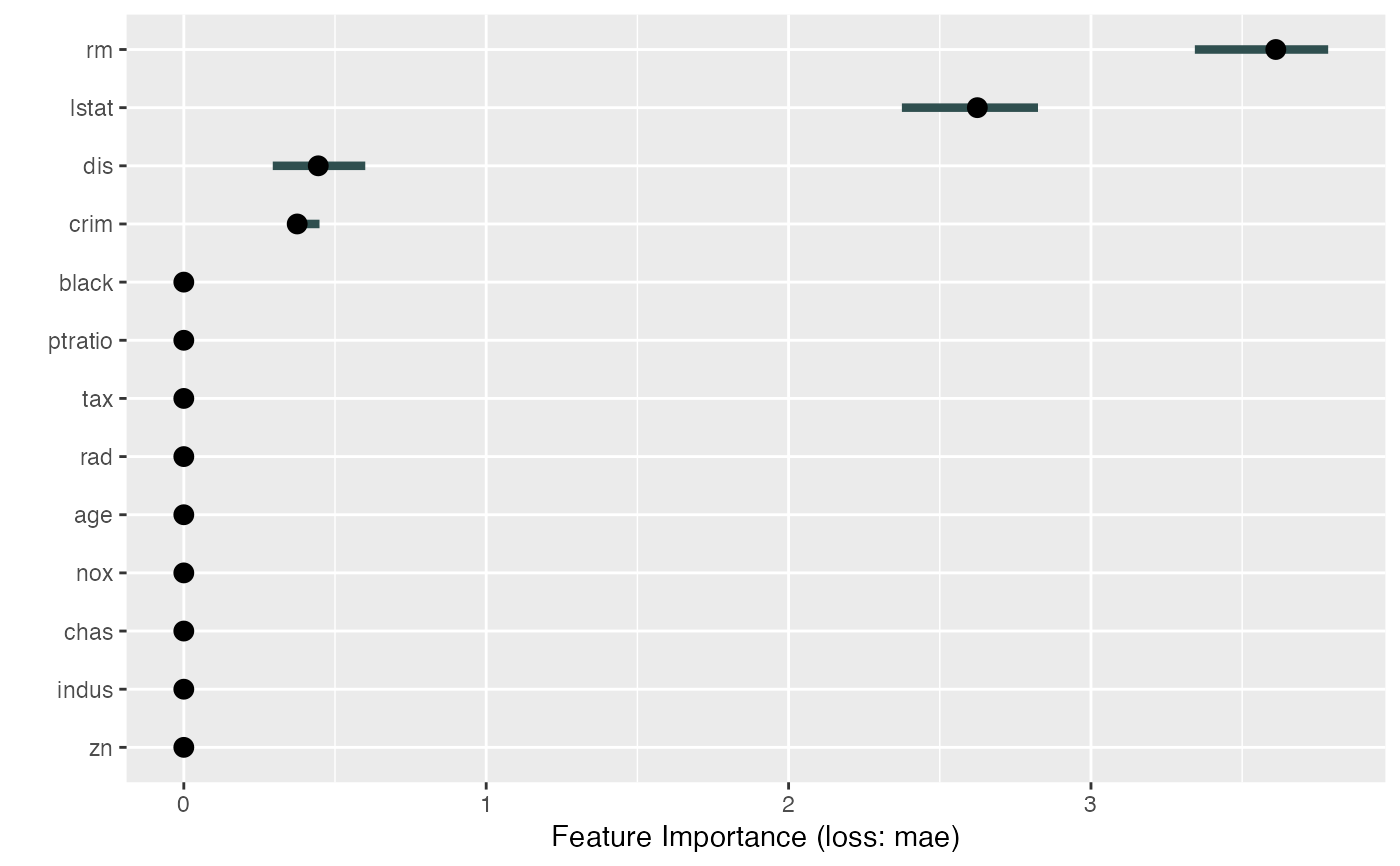 rm
lstat
dis
crim
black
ptratio
tax
rad
age
nox
chas
indus
zn
0 1 2 3
Feature Importance (loss: mae)